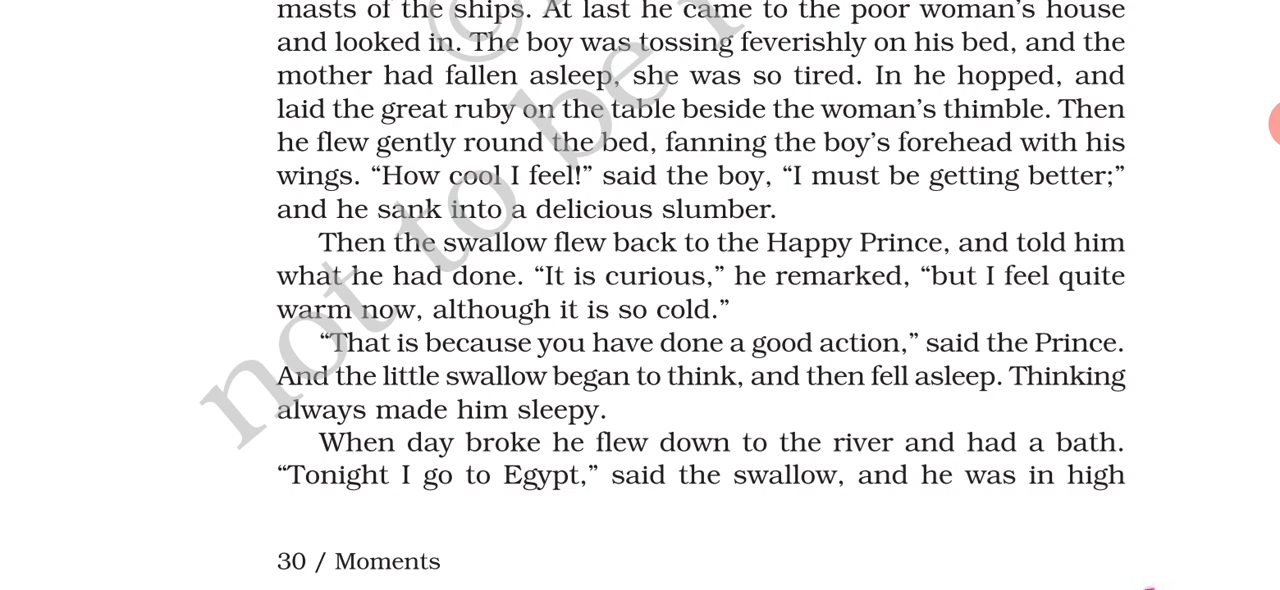 masts of the ships. At last he came to the poor woman's house
and looked in. The boy was tossing feverishly on his bed, and the
mother had fallen asleep, she was so tired. In he hopped, and
laid the great ruby on the table beside the woman's thimble. Then
he flew gently round the bed, fanning the boy's forehead with his
wings. “How cool I feel!” said the boy, “I must be getting better;”
and he sank into a delicious slumber.
Then the swallow flew back to the Happy Prince, and told him
what he had done. “It is curious,” he remarked, “but I feel quite
warm now, although it is so cold.”
“That is because you have done a good action,” said the Prince.
And the little swallow began to think, and then fell asleep. Thinking
always made him sleepy.
When day broke he flew down to the river and had a bath.
“Tonight I go to Egypt,” said the swallow, and he was in high
30 / Moments
©
not to be